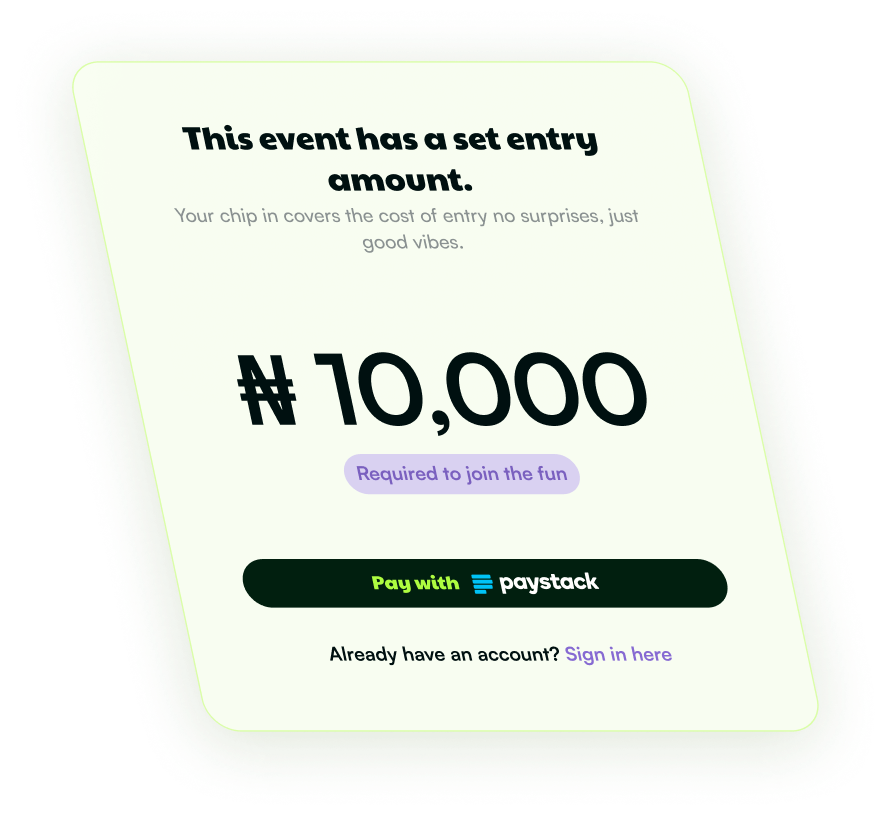 This event has a set entry
amount.
Your chip in covers the cost of entry no surprises, just
good vibes.
₦ 10,000
Required to join the fun
Pay with paystack
Already have an account? Sign in here